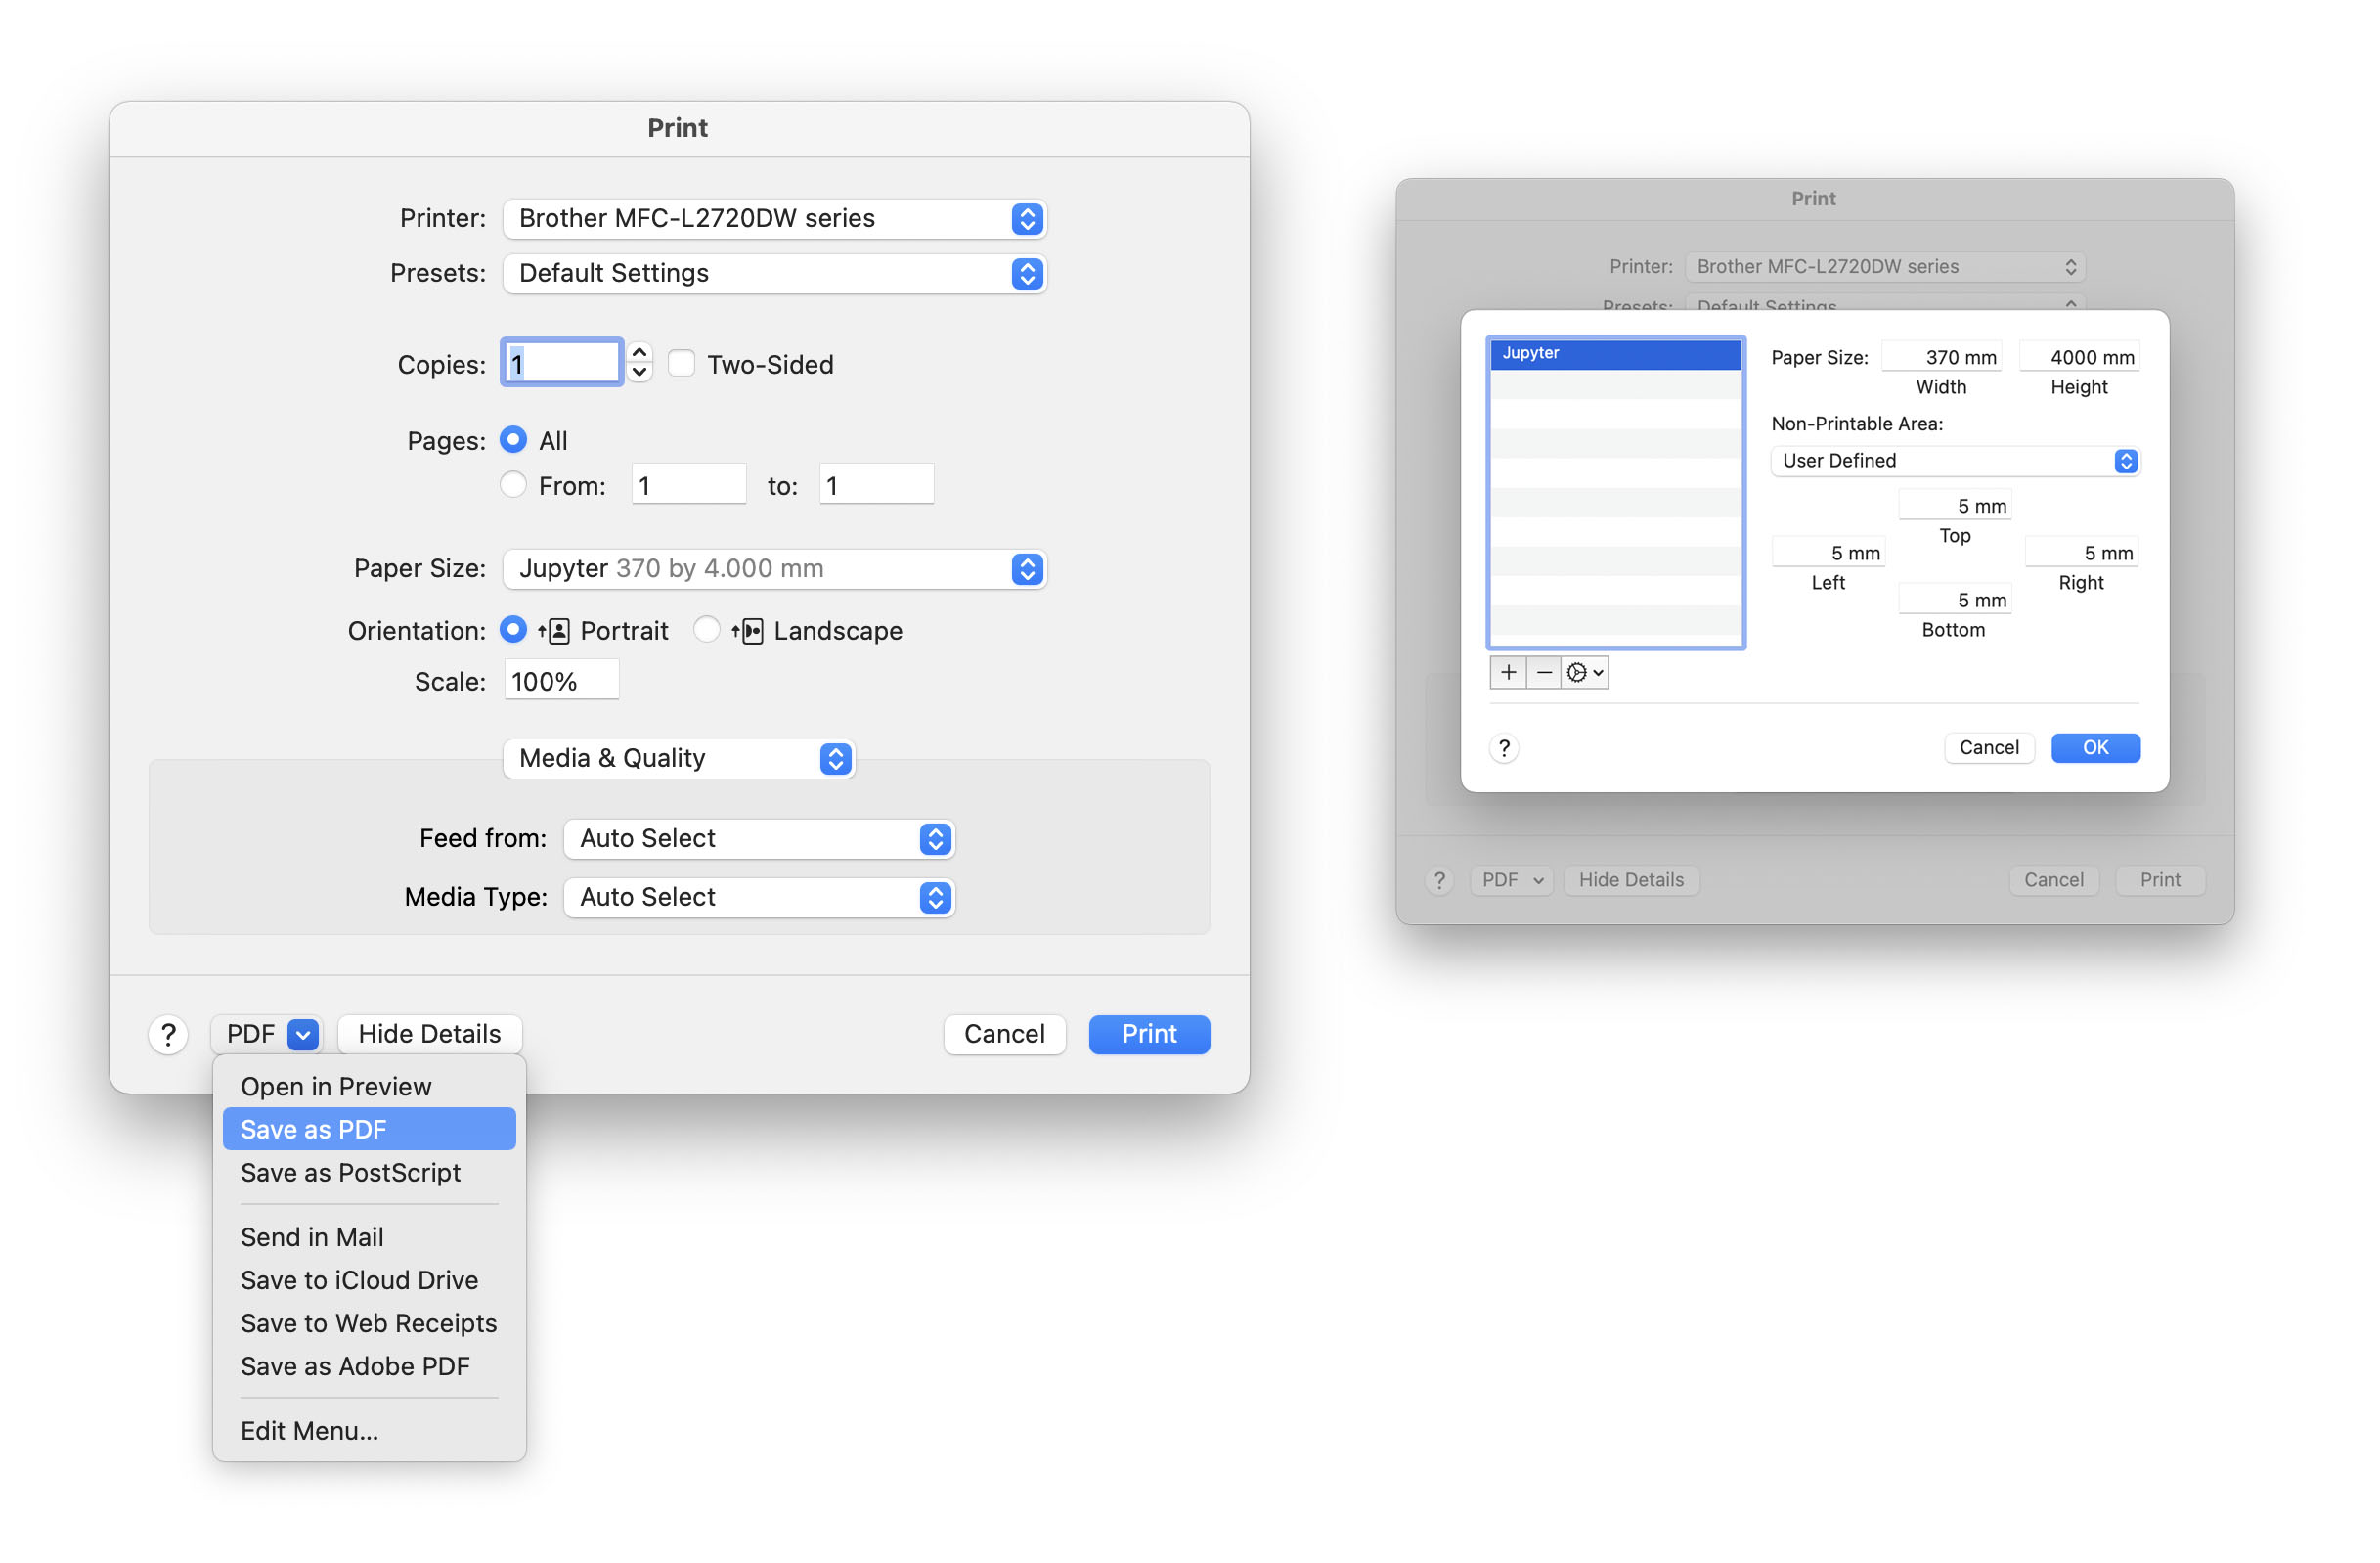 Print
Printer: Brother MFC-L2720DW series
Presets: Default Settings
Copies: 1 Two-Sided
Pages: All
From: 1 to: 1
Paper Size: Jupyter 370 by 4.000 mm
Orientation: Portrait Landscape
Scale: 100%
Media & Quality
Feed from: Auto Select
Media Type: Auto Select
? PDF Hide Details Cancel Print
Open in Preview
Save as PDF
Save as PostScript
Send in Mail
Save to iCloud Drive
Save to Web Receipts
Save as Adobe PDF
Edit Menu...
Print
Printer: Brother MFC-L2720DW series
Presets: Default Settings
Jupyter
Paper Size: 370 mm 4000 mm
Width Height
Non-Printable Area:
User Defined
5 mm
Top
5 mm 5 mm
Left Right
5 mm
Bottom
? Cancel OK
? PDF Hide Details Cancel Print